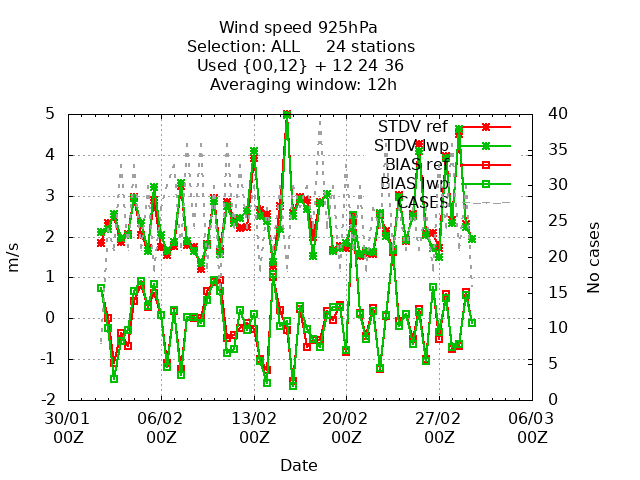 Wind speed 925hPa
Selection: ALL 24 stations
Used {00,12} + 12 24 36
Averaging window: 12h
5
4
3
2
1
0
-1
-2
m/s
40
35
30
25
20
15
10
5
0
No cases
STDV ref
STDV lwp
BIAS ref
BIAS lwp
CASES
30/01 06/02 13/02 20/02 27/02 06/03
00Z 00Z 00Z 00Z 00Z 00Z
Date